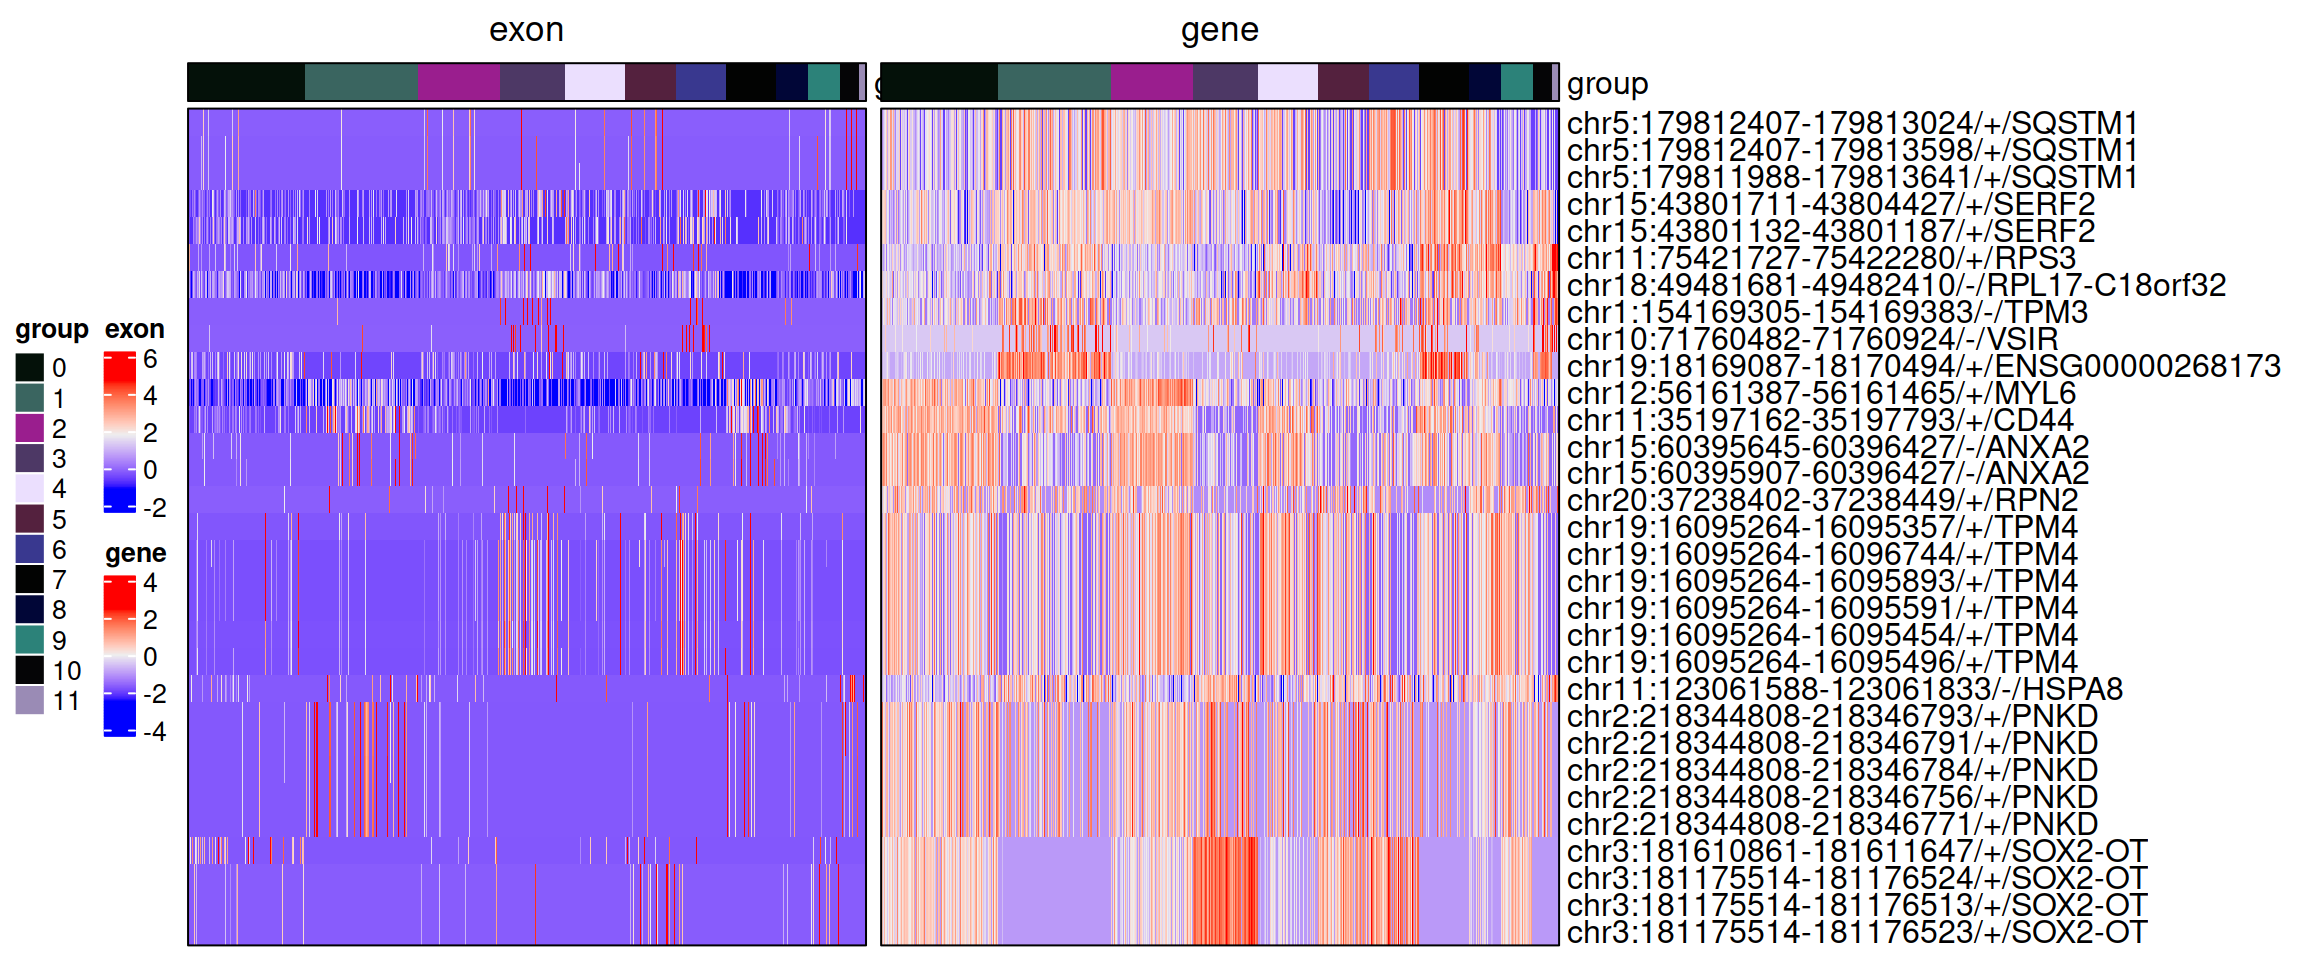 exon
gene
group
chr5:179812407-179813024/+/SQSTM1
chr5:179812407-179813598/+/SQSTM1
chr5:179811988-179813641/+/SQSTM1
chr15:43801711-43804427/+/SERF2
chr15:43801132-43801187/+/SERF2
chr11:75421727-75422280/+/RPS3
chr18:49481681-49482410/-/RPL17-C18orf32
chr1:154169305-154169383/-/TPM3
chr10:71760482-71760924/-/VSIR
chr19:18169087-18170494/+/ENSG00000268173
chr12:56161387-56161465/+/MYL6
chr11:35197162-35197793/+/CD44
chr15:60395645-60396427/-/ANXA2
chr15:60395907-60396427/-/ANXA2
chr20:37238402-37238449/+/RPN2
chr19:16095264-16095357/+/TPM4
chr19:16095264-16096744/+/TPM4
chr19:16095264-16095893/+/TPM4
chr19:16095264-16095591/+/TPM4
chr19:16095264-16095454/+/TPM4
chr19:16095264-16095496/+/TPM4
chr11:123061588-123061833/-/HSPA8
chr2:218344808-218346793/+/PNKD
chr2:218344808-218346791/+/PNKD
chr2:218344808-218346784/+/PNKD
chr2:218344808-218346756/+/PNKD
chr2:218344808-218346771/+/PNKD
chr3:181610861-181611647/+/SOX2-OT
chr3:181175514-181176524/+/SOX2-OT
chr3:181175514-181176513/+/SOX2-OT
chr3:181175514-181176523/+/SOX2-OT
group
0
1
2
3
4
5
6
7
8
9
10
11
exon
6
4
2
0
-2
gene
4
2
0
-2
-4